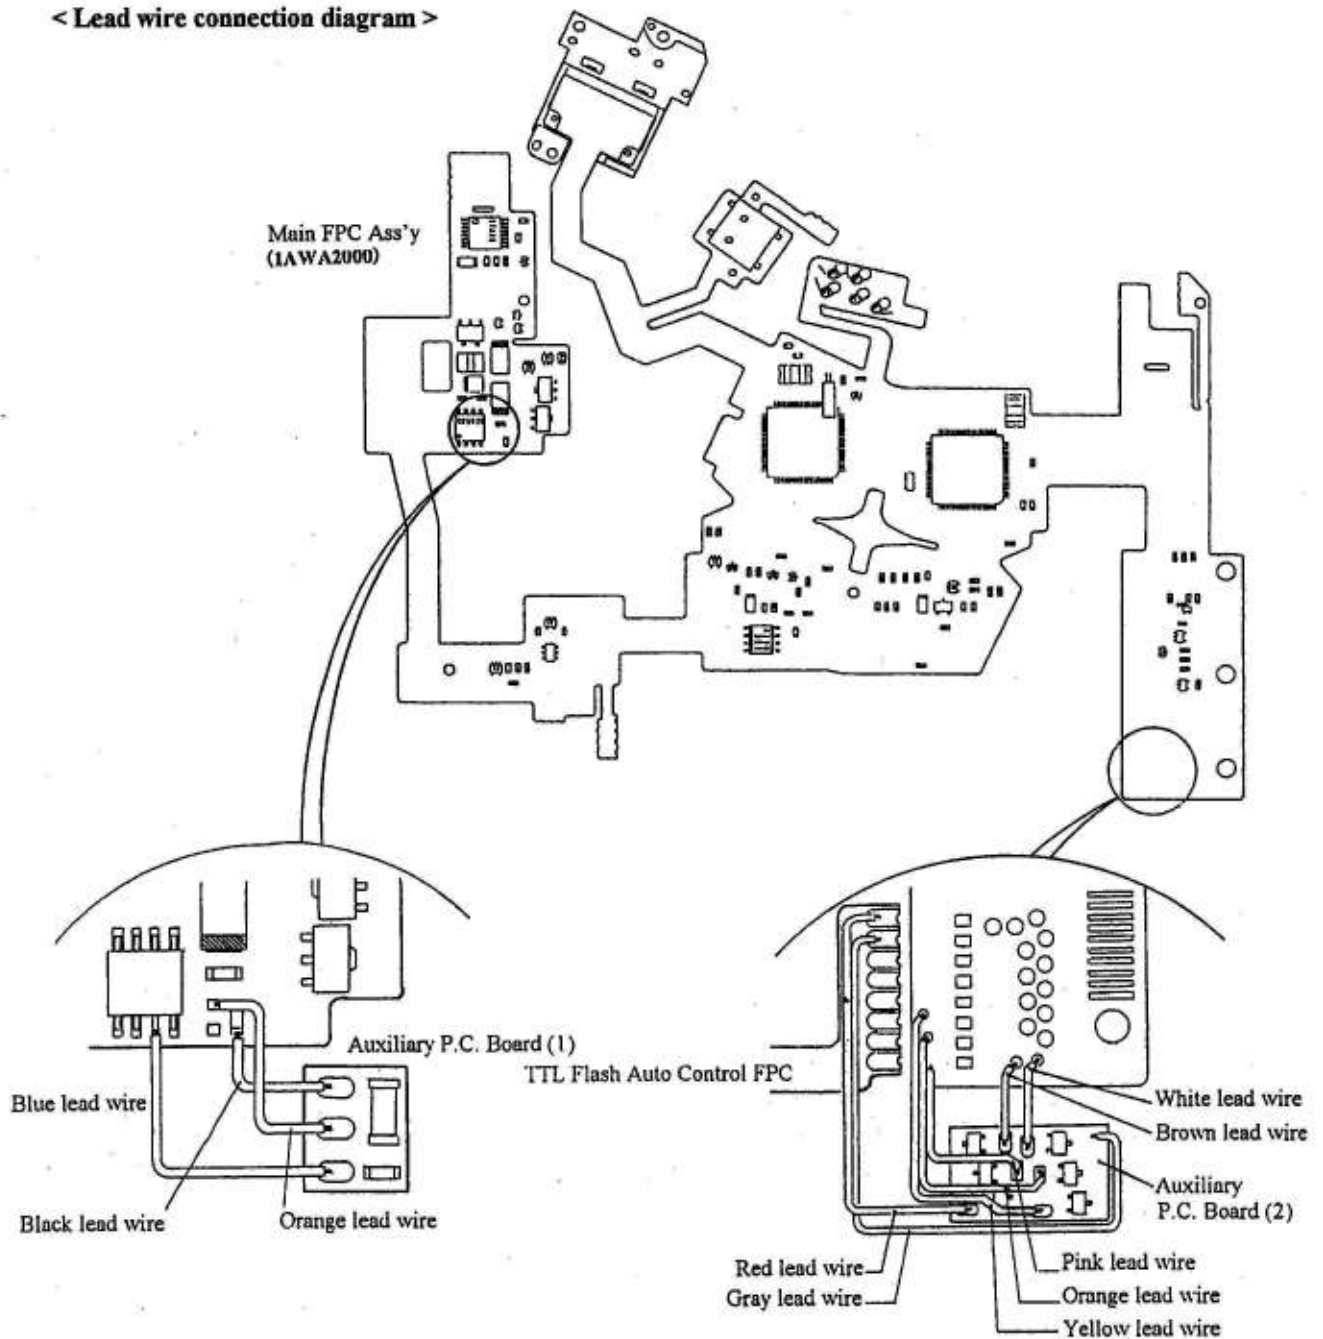 < Lead wire connection diagram >
Main FPC Ass'y
(1AWA2000)
Auxiliary P.C. Board (1)
TTL Flash Auto Control FPC
Blue lead wire
Black lead wire
Orange lead wire
White lead wire
Brown lead wire
Auxiliary
P.C. Board (2)
Red lead wire
Gray lead wire
Pink lead wire
Orange lead wire
Yellow lead wire